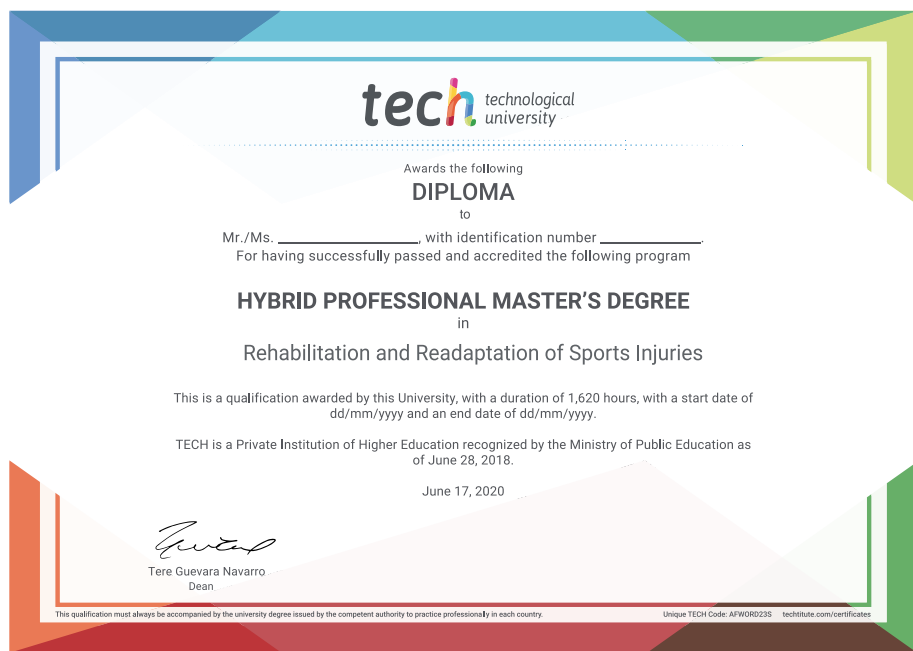 tech technological
university
Awards the following
DIPLOMA
to
Mr./Ms. ____________________, with identification number ______________.
For having successfully passed and accredited the following program
HYBRID PROFESSIONAL MASTER'S DEGREE
in
Rehabilitation and Readaptation of Sports Injuries
This is a qualification awarded by this University, with a duration of 1,620 hours, with a start date of
dd/mm/yyyy and an end date of dd/mm/yyyy.
TECH is a Private Institution of Higher Education recognized by the Ministry of Public Education as
of June 28, 2018.
June 17, 2020
Tere Guevara Navarro
Dean
This qualification must always be accompanied by the university degree issued by the competent authority to practice professionally in each country. Unique TECH Code: AFWORD23S techtitute.com/certificates